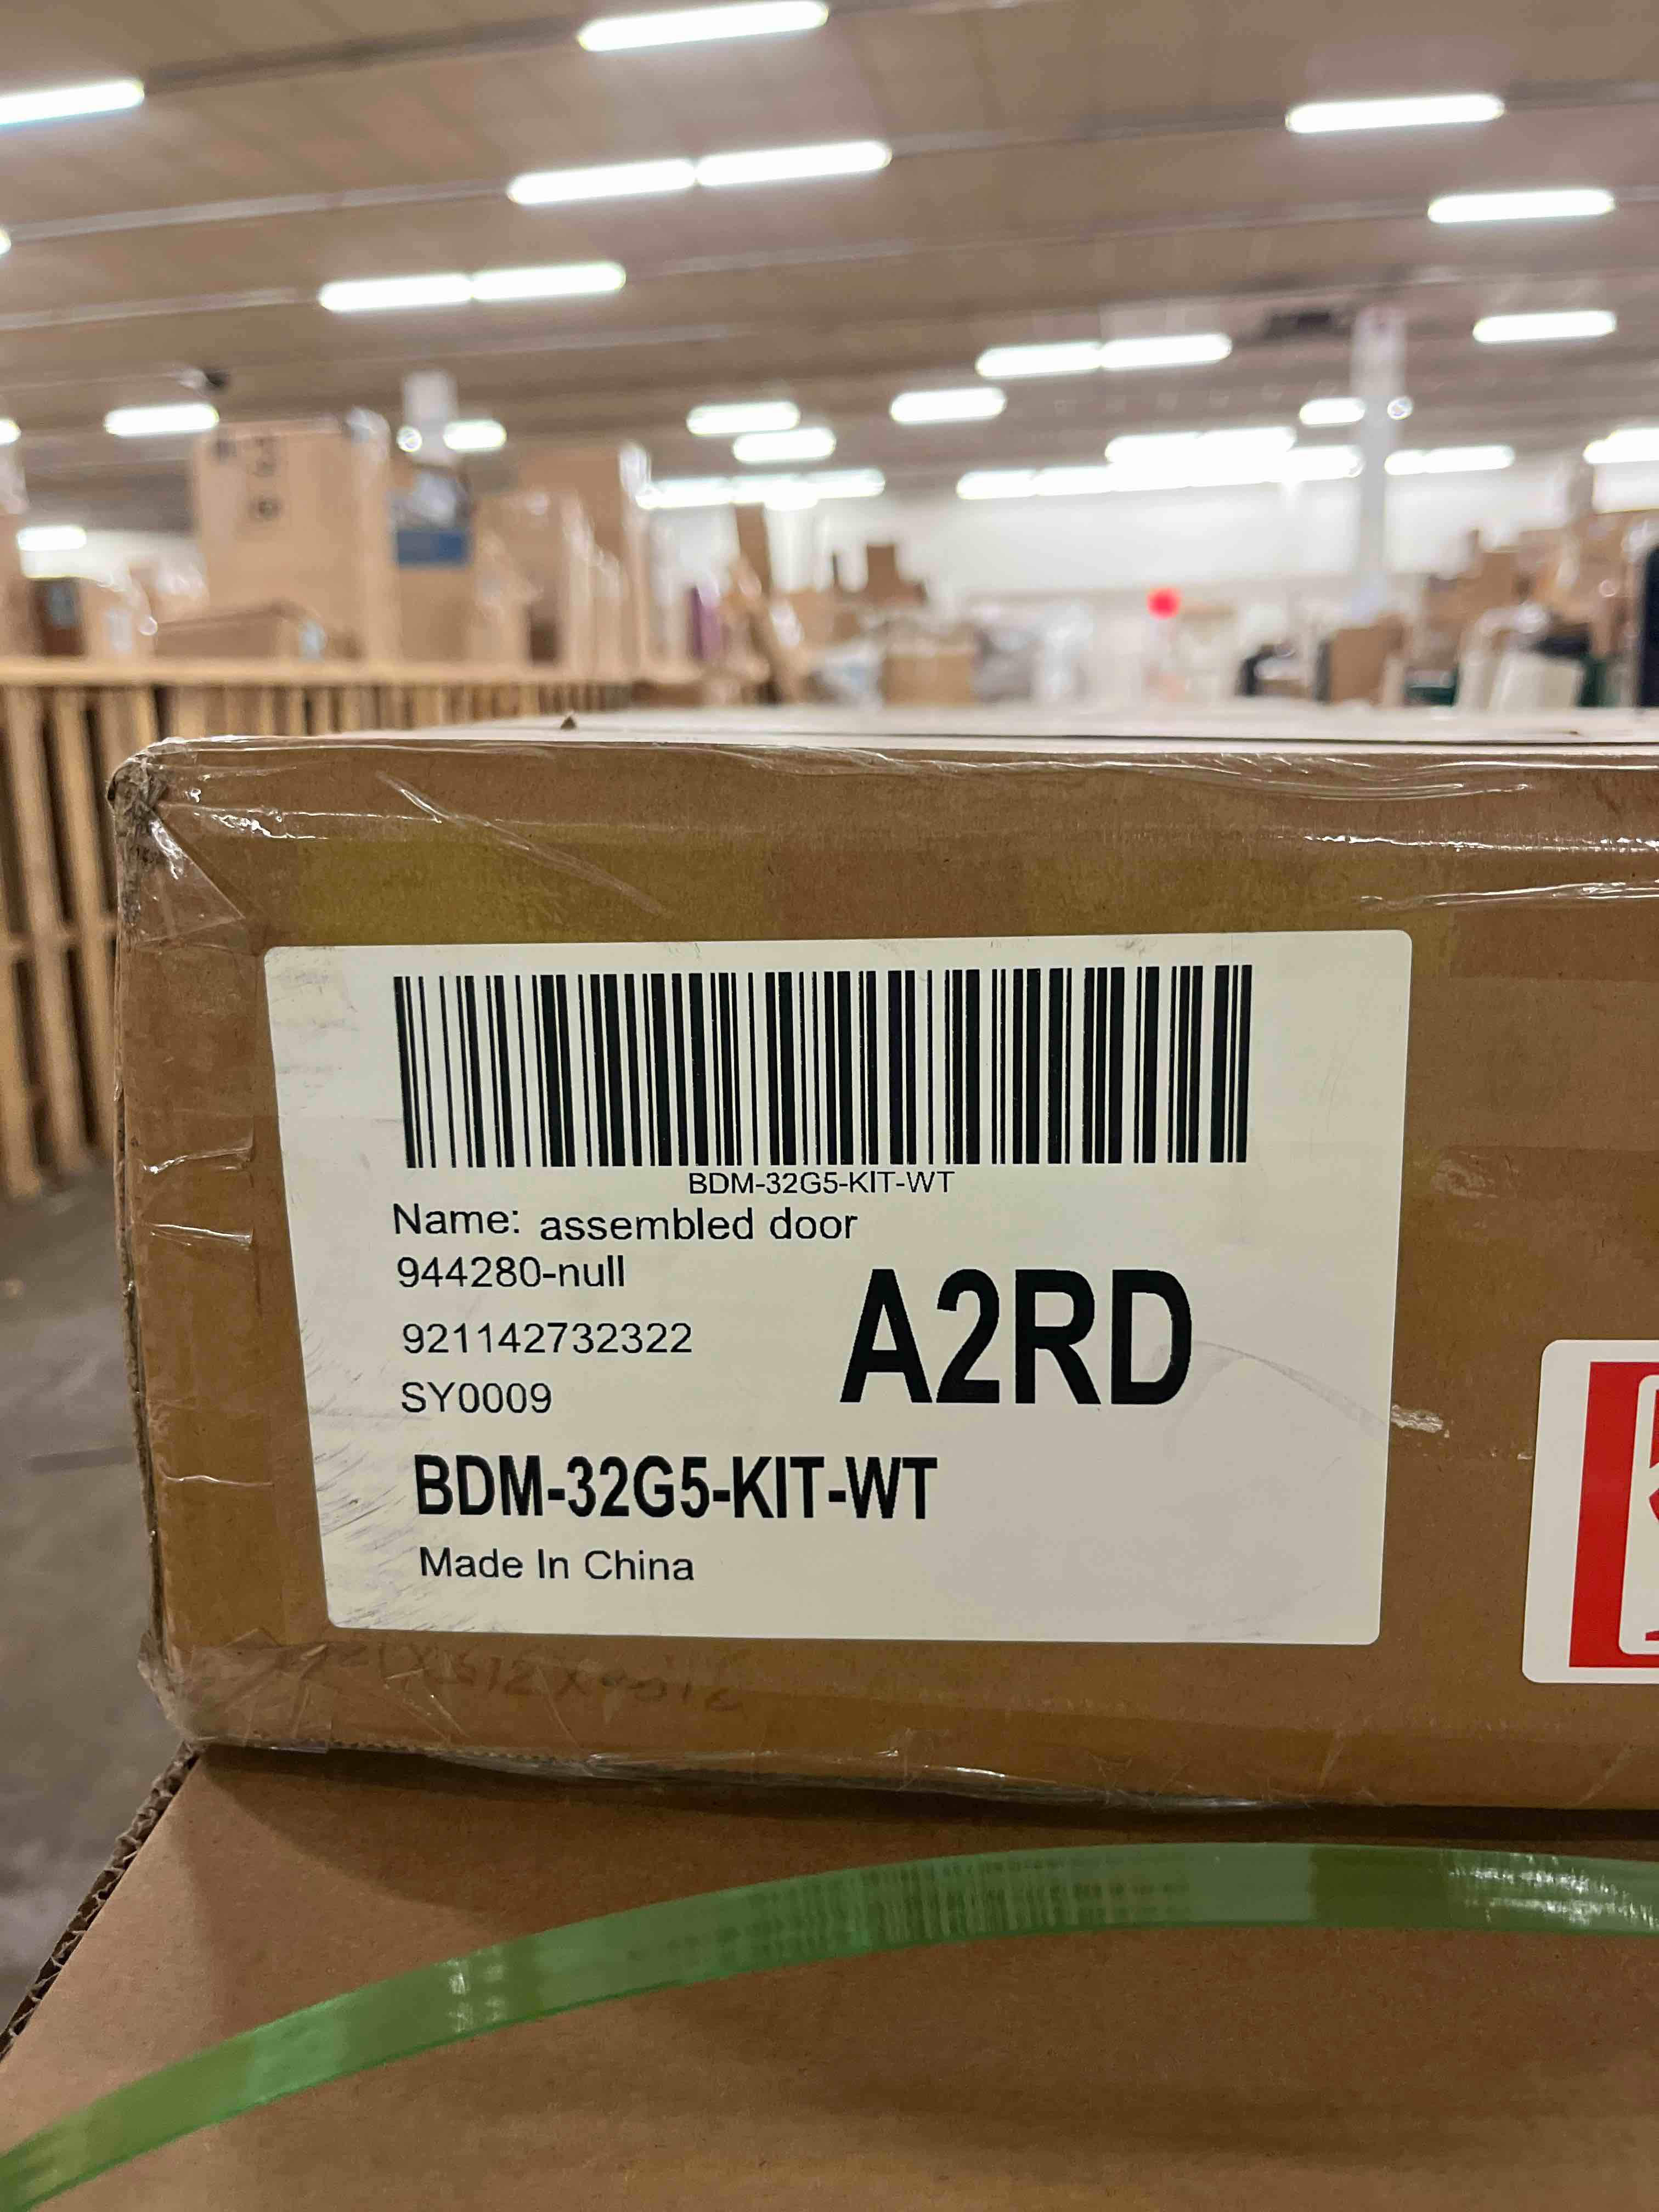 BDM-32G5-KIT-WT
Name: assembled door
944280-null
921142732322
SY0009
A2RD
BDM-32G5-KIT-WT
Made In China